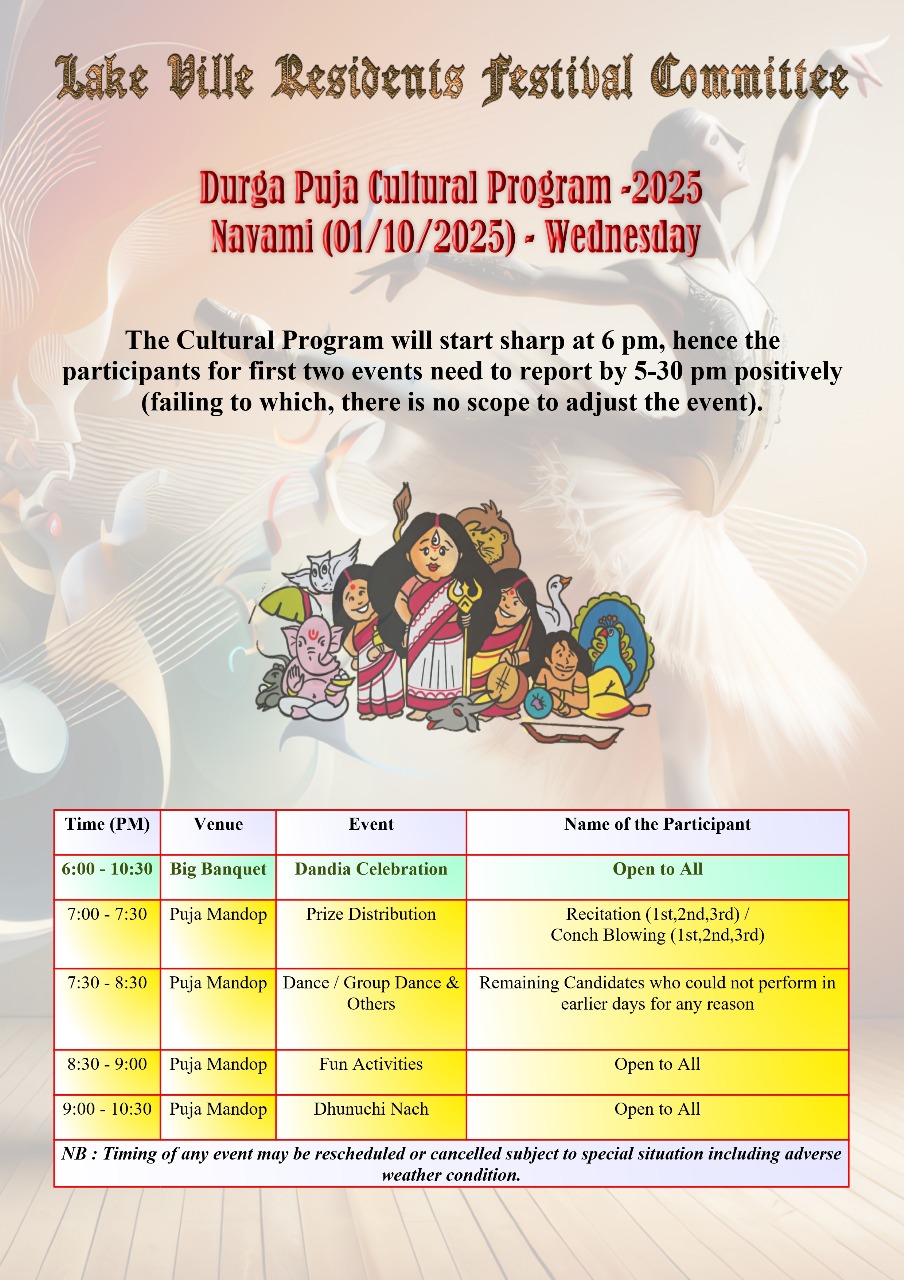 Lake Ville Residents Festival Committee
Durga Puja Cultural Program -2025
Navami (01/10/2025) - Wednesday
The Cultural Program will start sharp at 6 pm, hence the
participants for first two events need to report by 5-30 pm positively
(failing to which, there is no scope to adjust the event).
Time (PM) Venue Event Name of the Participant
6:00 - 10:30 Big Banquet Dandia Celebration Open to All
7:00 - 7:30 Puja Mandop Prize Distribution Recitation (1st,2nd,3rd) /
Conch Blowing (1st,2nd,3rd)
7:30 - 8:30 Puja Mandop Dance / Group Dance & Remaining Candidates who could not perform in
Others earlier days for any reason
8:30 - 9:00 Puja Mandop Fun Activities Open to All
9:00 - 10:30 Puja Mandop Dhunuchi Nach Open to All
NB : Timing of any event may be rescheduled or cancelled subject to special situation including adverse
weather condition.